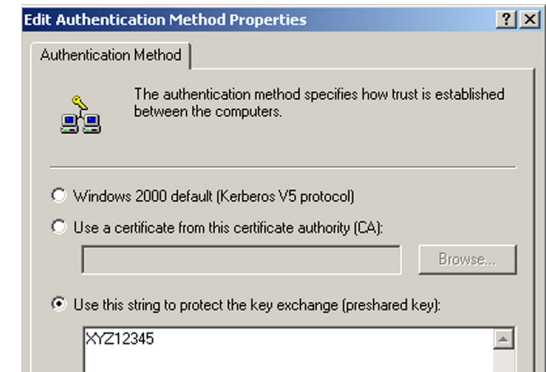 Edit Authentication Method Properties
Authentication Method
The authentication method specifies how trust is established
between the computers.
Windows 2000 default (Kerberos V5 protocol)
Use a certificate from this certificate authority (CA):
Browse...
Use this string to protect the key exchange (preshared key):
XYZ12345